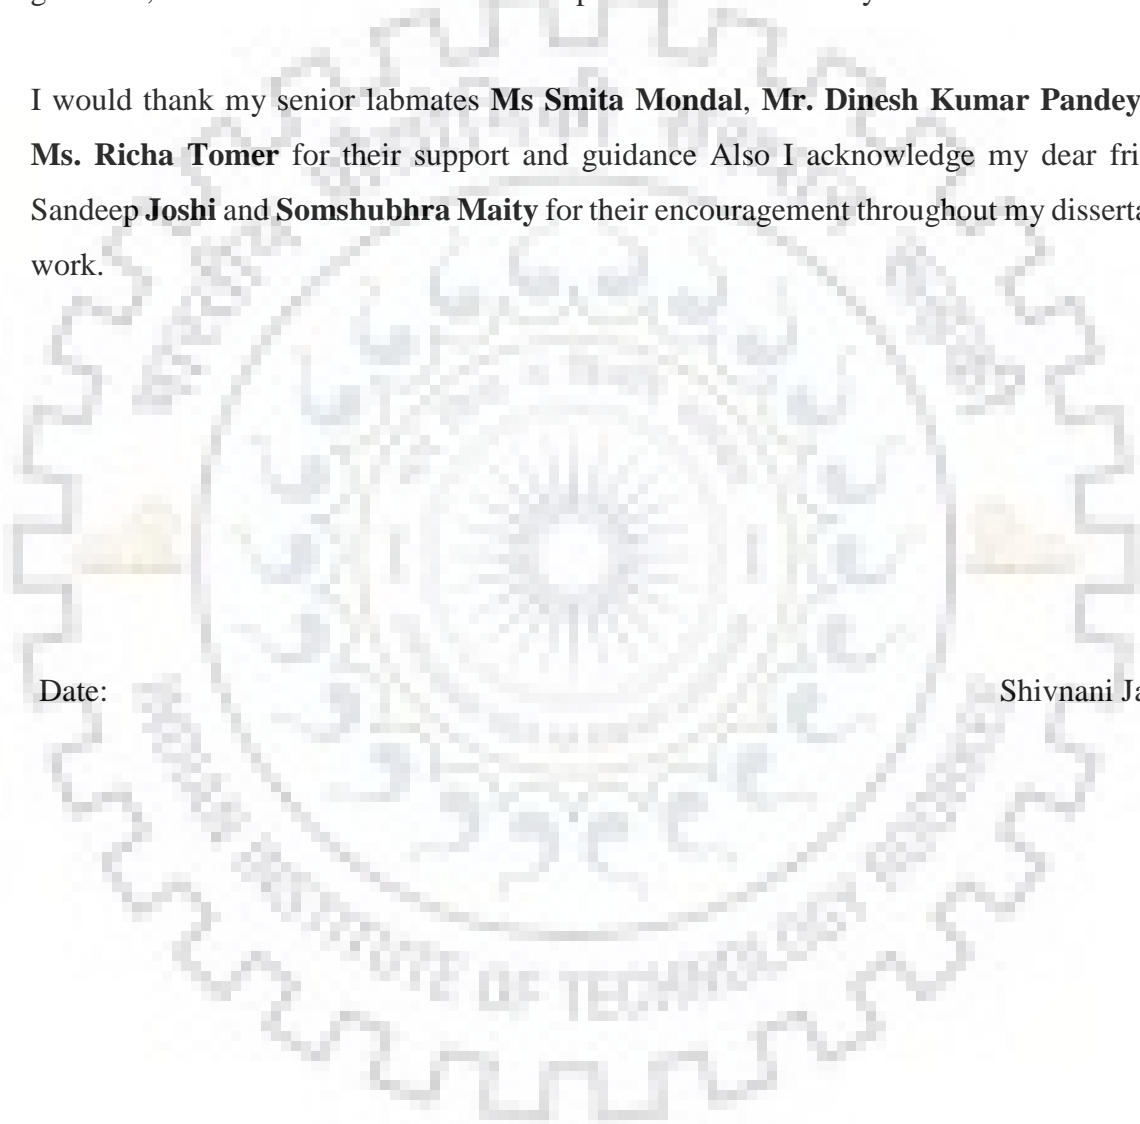 I would thank my senior labmates Ms Smita Mondal, Mr. Dinesh Kumar Pandey
Ms. Richa Tomer for their support and guidance Also I acknowledge my dear fri
Sandeep Joshi and Somshubhra Maity for their encouragement throughout my disserta
work.
Date: Shivnani Ja
OF TECHNOLOGY